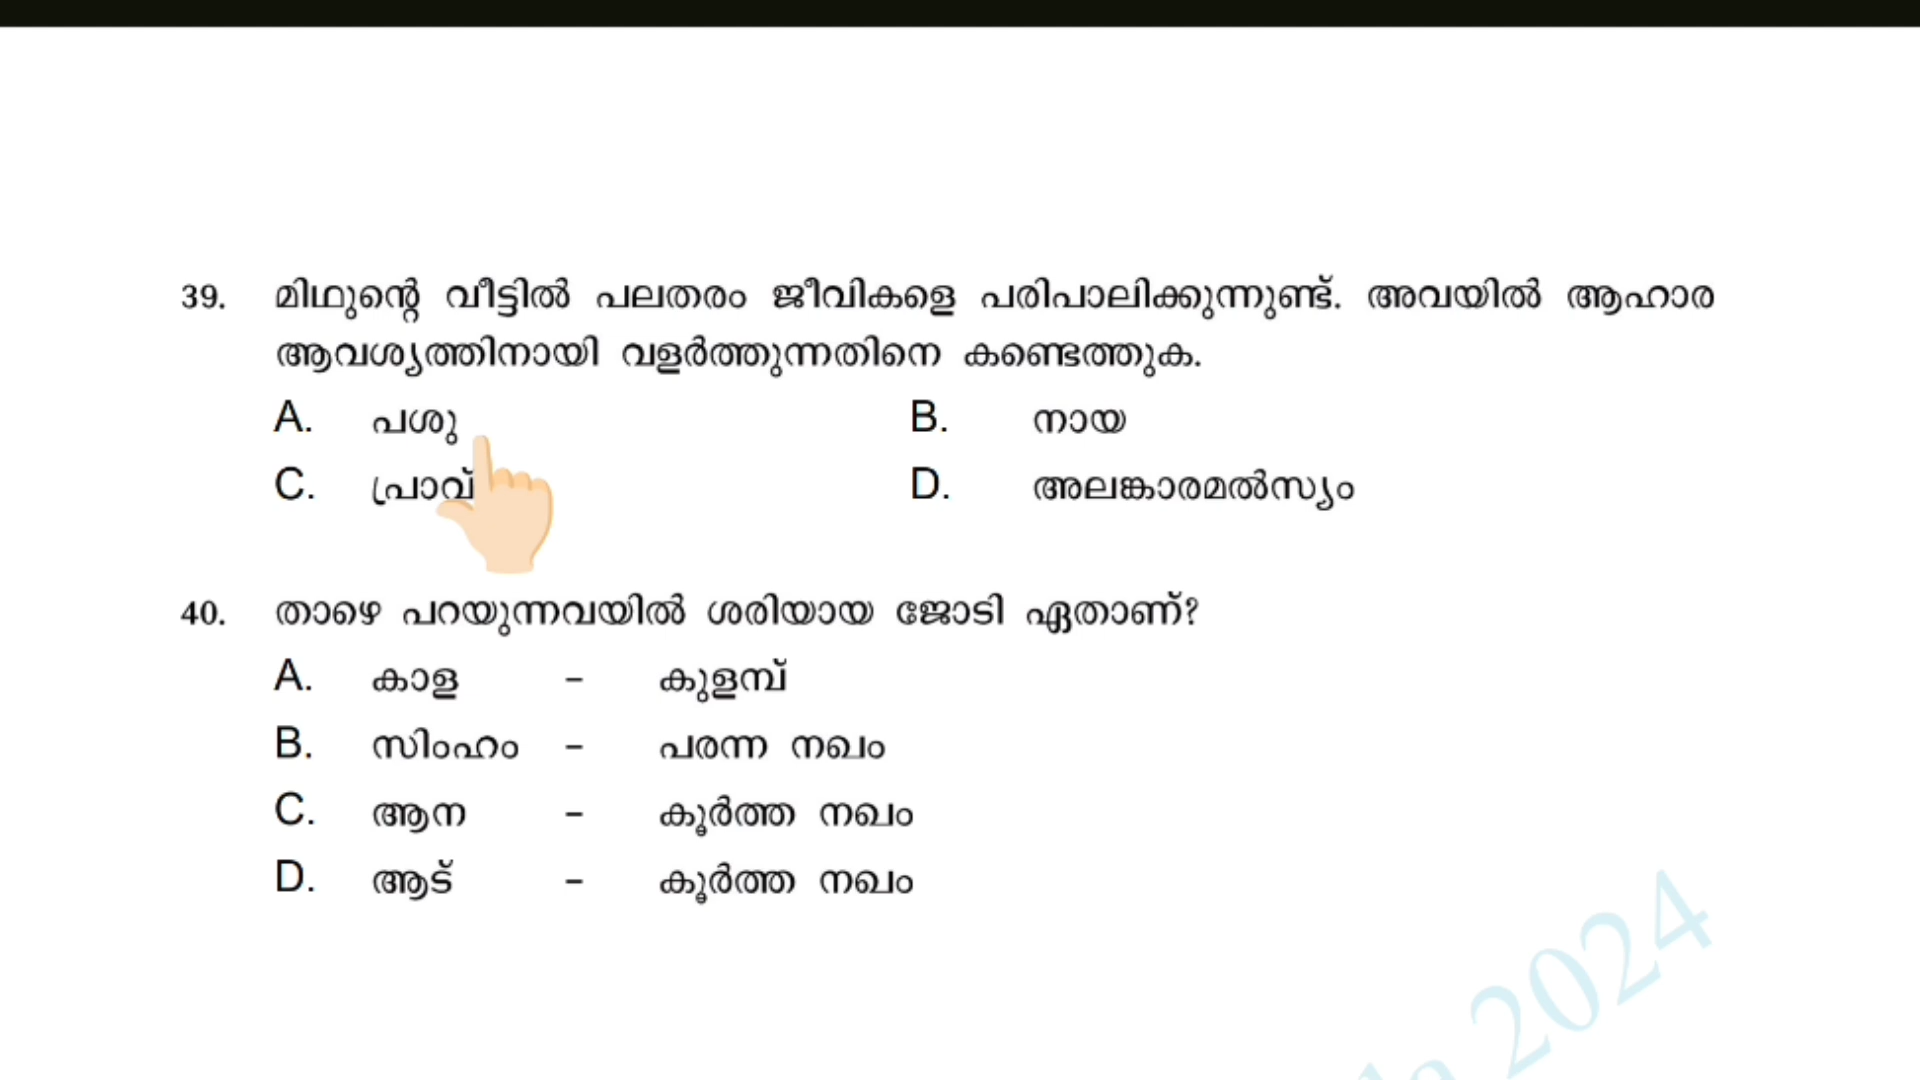 39. മിഥുന്റെ വീട്ടിൽ പലതരം ജീവികളെ പരിപാലിക്കുന്നുണ്ട്. അവയിൽ ആഹാര
ആവശ്യത്തിനായി വളർത്തുന്നതിനെ കണ്ടെത്തുക.
A. പശു B. നായ
C. പ്രാവ് D. അലങ്കാരമൽസ്യം
40. താഴെ പറയുന്നവയിൽ ശരിയായ ജോടി ഏതാണ്?
A. കാള - കുളമ്പ്
B. സിംഹം - പരന്ന നഖം
C. ആന - കൂർത്ത നഖം
D. ആട് - കൂർത്ത നഖം
2024